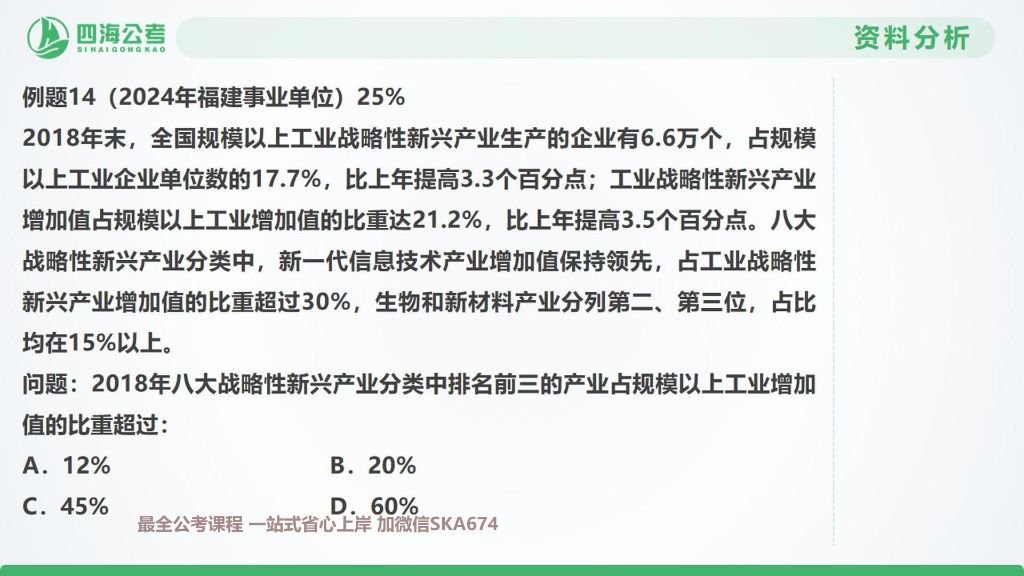 四海公考
SIHAIGONGKAO
资料分析
例题14（2024年福建事业单位）25%
2018年末，全国规模以上工业战略性新兴产业生产的企业有6.6万个，占规模
以上工业企业单位数的17.7%，比上年提高3.3个百分点；工业战略性新兴产业
增加值占规模以上工业增加值的比重达21.2%，比上年提高3.5个百分点。八大
战略性新兴产业分类中，新一代信息技术产业增加值保持领先，占工业战略性
新兴产业增加值的比重超过30%，生物和新材料产业分列第二、第三位，占比
均在15%以上。
问题：2018年八大战略性新兴产业分类中排名前三的产业占规模以上工业增加
值的比重超过：
A．12% B．20%
C．45% D．60%
最全公考课程 一站式省心上岸 加微信SKA674